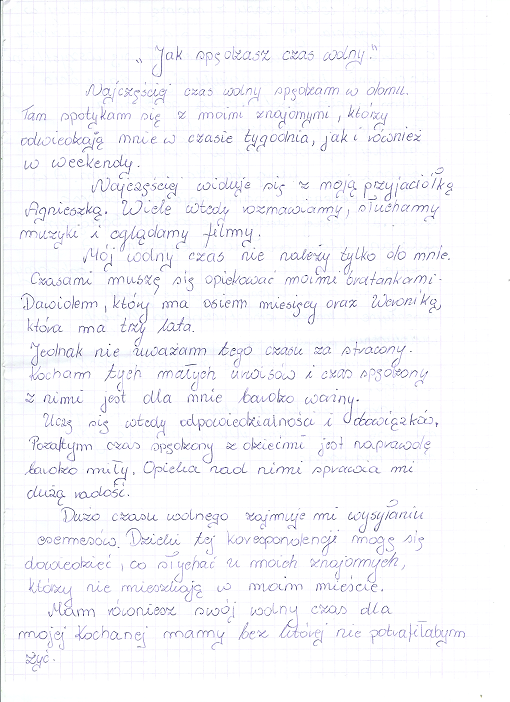 „Jak spędzasz czas wolny."
Najczęściej czas wolny spędzam w domu.
Tam spotykam się z moimi znajomymi, którzy
odwiedzają mnie w czasie tygodnia, jak i również
w weekendy.
Najczęściej widuje się z moją przyjaciółką
Agnieszką. Wiele wtedy rozmawiamy, słuchamy
muzyki i oglądamy filmy.
Mój wolny czas nie należy tylko do mnie.
Czasami muszę się opiekować moimi bratankami.
Dawidem, który ma osiem miesięcy oraz Weroniką,
która ma trzy lata.
Jednak nie uważam tego czasu za stracony.
Kocham tych małych urwisów i czas spędzony
z nimi jest dla mnie bardzo ważny.
Uczę się wtedy odpowiedzialności i obowiązków.
Pozatym czas spędzony z dziećmi jest naprawdę
bardzo miły. Opieka nad nimi sprawia mi
dużą radość.
Dużo czasu wolnego zajmuje mi wysyłaniu
esemesów. Dzięki tej korespondencji mogę się
dowiedzieć, co słychać u moich znajomych,
którzy nie mieszkają w moim mieście.
Mam rówonież swój wolny czas dla
mojej kochanej mamy bez której nie potrafiłabym
żyć.